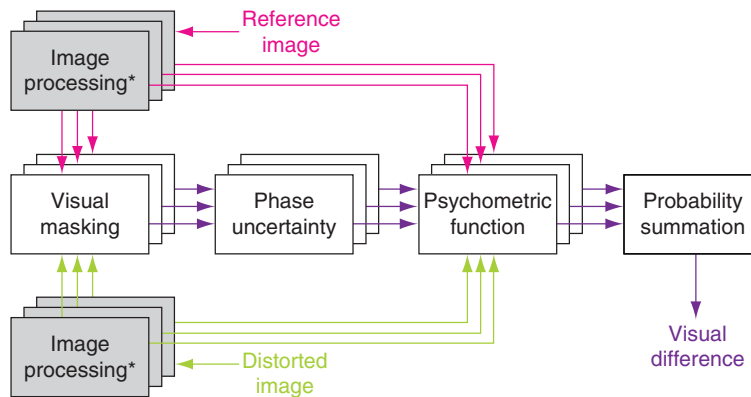 Reference
image
Image
processing*
Visual
masking
Phase
uncertainty
Psychometric
function
Probability
summation
Image
processing*
Distorted
image
Visual
difference